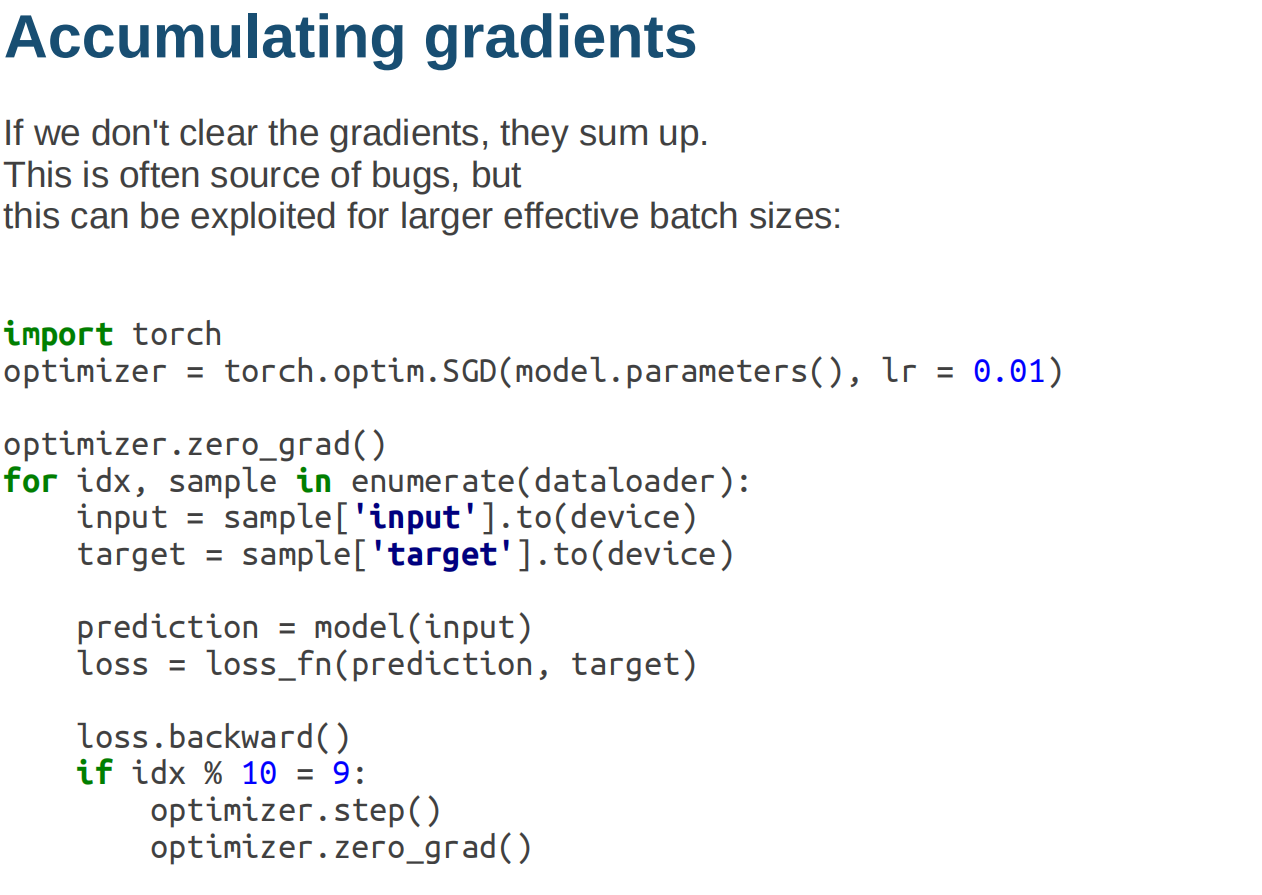 Accumulating gradients
If we don't clear the gradients, they sum up.
This is often source of bugs, but
this can be exploited for larger effective batch sizes:
import torch
optimizer = torch.optim.SGD(model.parameters(), lr = 0.01)
optimizer.zero_grad()
for idx, sample in enumerate(dataloader):
    input = sample['input'].to(device)
    target = sample['target'].to(device)
    prediction = model(input)
    loss = loss_fn(prediction, target)
    loss.backward()
    if idx % 10 = 9:
        optimizer.step()
        optimizer.zero_grad()